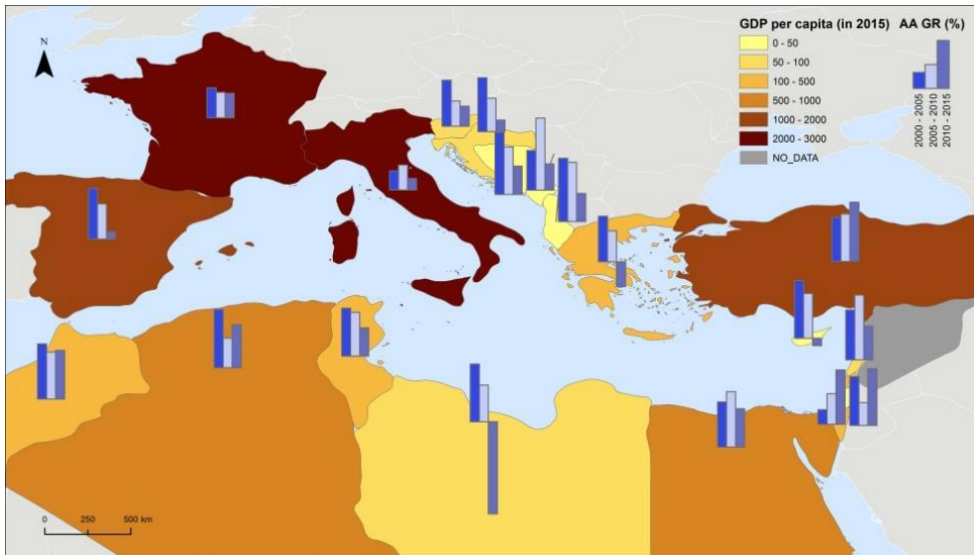 N
GDP per capita (in 2015)
0 - 50
50 - 100
100 - 500
500 - 1000
1000 - 2000
2000 - 3000
NO_DATA
AA GR (%)
2000 - 2005
2005 - 2010
2010 - 2015
0 250 500 km